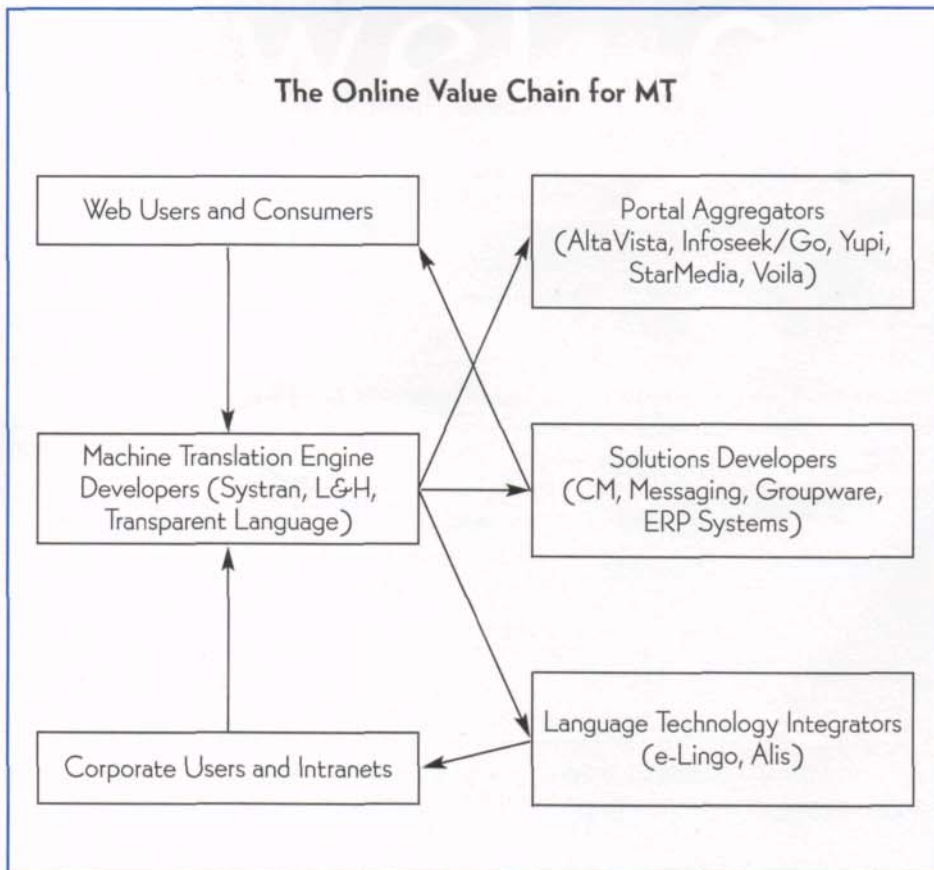 The Online Value Chain for MT
Web Users and Consumers
Portal Aggregators
(AltaVista, Infoseek/Go, Yupi,
StarMedia, Voila)
Machine Translation Engine
Developers (Systran, L&H,
Transparent Language)
Solutions Developers
(CM, Messaging, Groupware,
ERP Systems)
Corporate Users and Intranets
Language Technology Integrators
(e-Lingo, Alis)